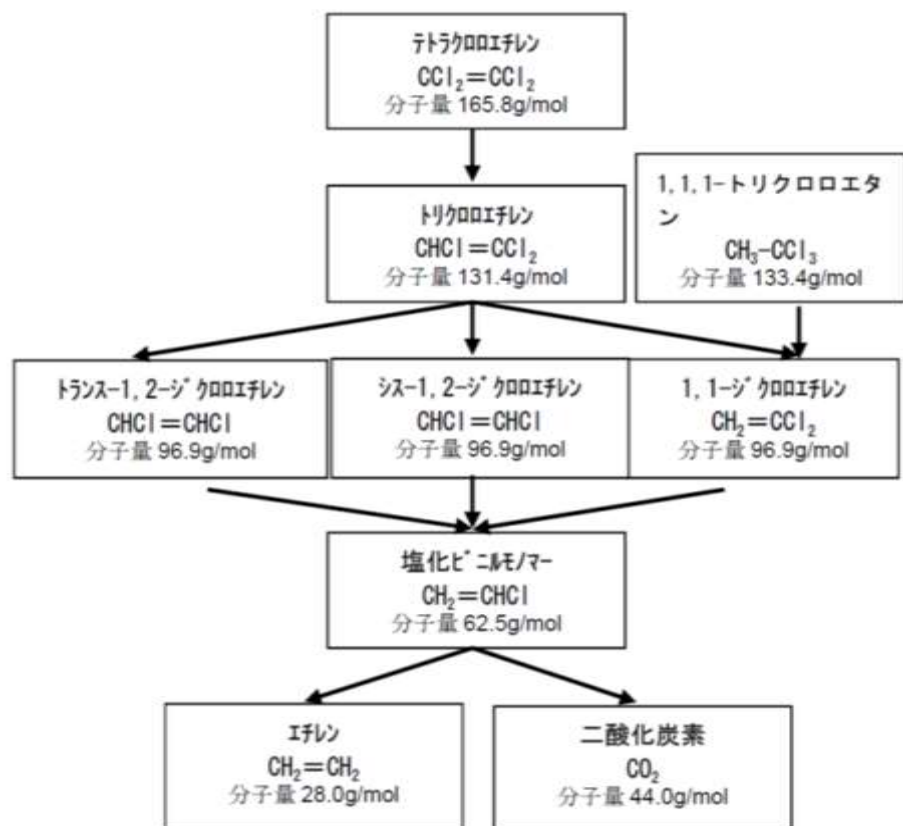 ﾃﾄﾗｸﾛﾛｴﾁﾚﾝ
CCl₂＝CCl₂
分子量 165.8g/mol
ﾄﾘｸﾛﾛｴﾁﾚﾝ
CHCl＝CCl₂
分子量 131.4g/mol
1,1,1-トリクロロエタ
ン
CH₃-CCl₃
分子量 133.4g/mol
ﾄﾗﾝｽ-1,2-ｼﾞｸﾛﾛｴﾁﾚﾝ
CHCl＝CHCl
分子量 96.9g/mol
ｼｽ-1,2-ｼﾞｸﾛﾛｴﾁﾚﾝ
CHCl＝CHCl
分子量 96.9g/mol
1,1-ｼﾞｸﾛﾛｴﾁﾚﾝ
CH₂＝CCl₂
分子量 96.9g/mol
塩化ﾋﾞﾆﾙﾓﾉﾏｰ
CH₂＝CHCl
分子量 62.5g/mol
ｴﾁﾚﾝ
CH₂＝CH₂
分子量 28.0g/mol
二酸化炭素
CO₂
分子量 44.0g/mol